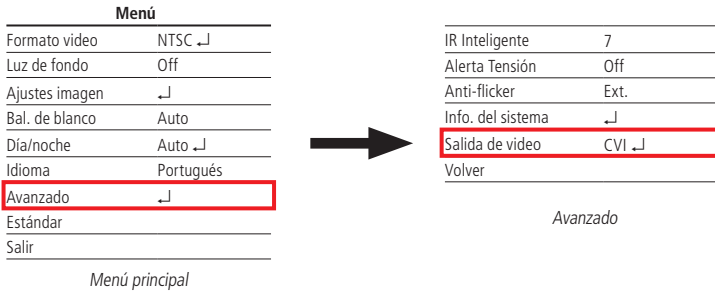 Menú
Formato video NTSC ↵
Luz de fondo Off
Ajustes imagen ↵
Bal. de blanco Auto
Día/noche Auto ↵
Idioma Portugués
Avanzado ↵
Estándar
Salir
Menú principal
IR Inteligente 7
Alerta Tensión Off
Anti-flicker Ext.
Info. del sistema ↵
Salida de video CVI ↵
Volver
Avanzado